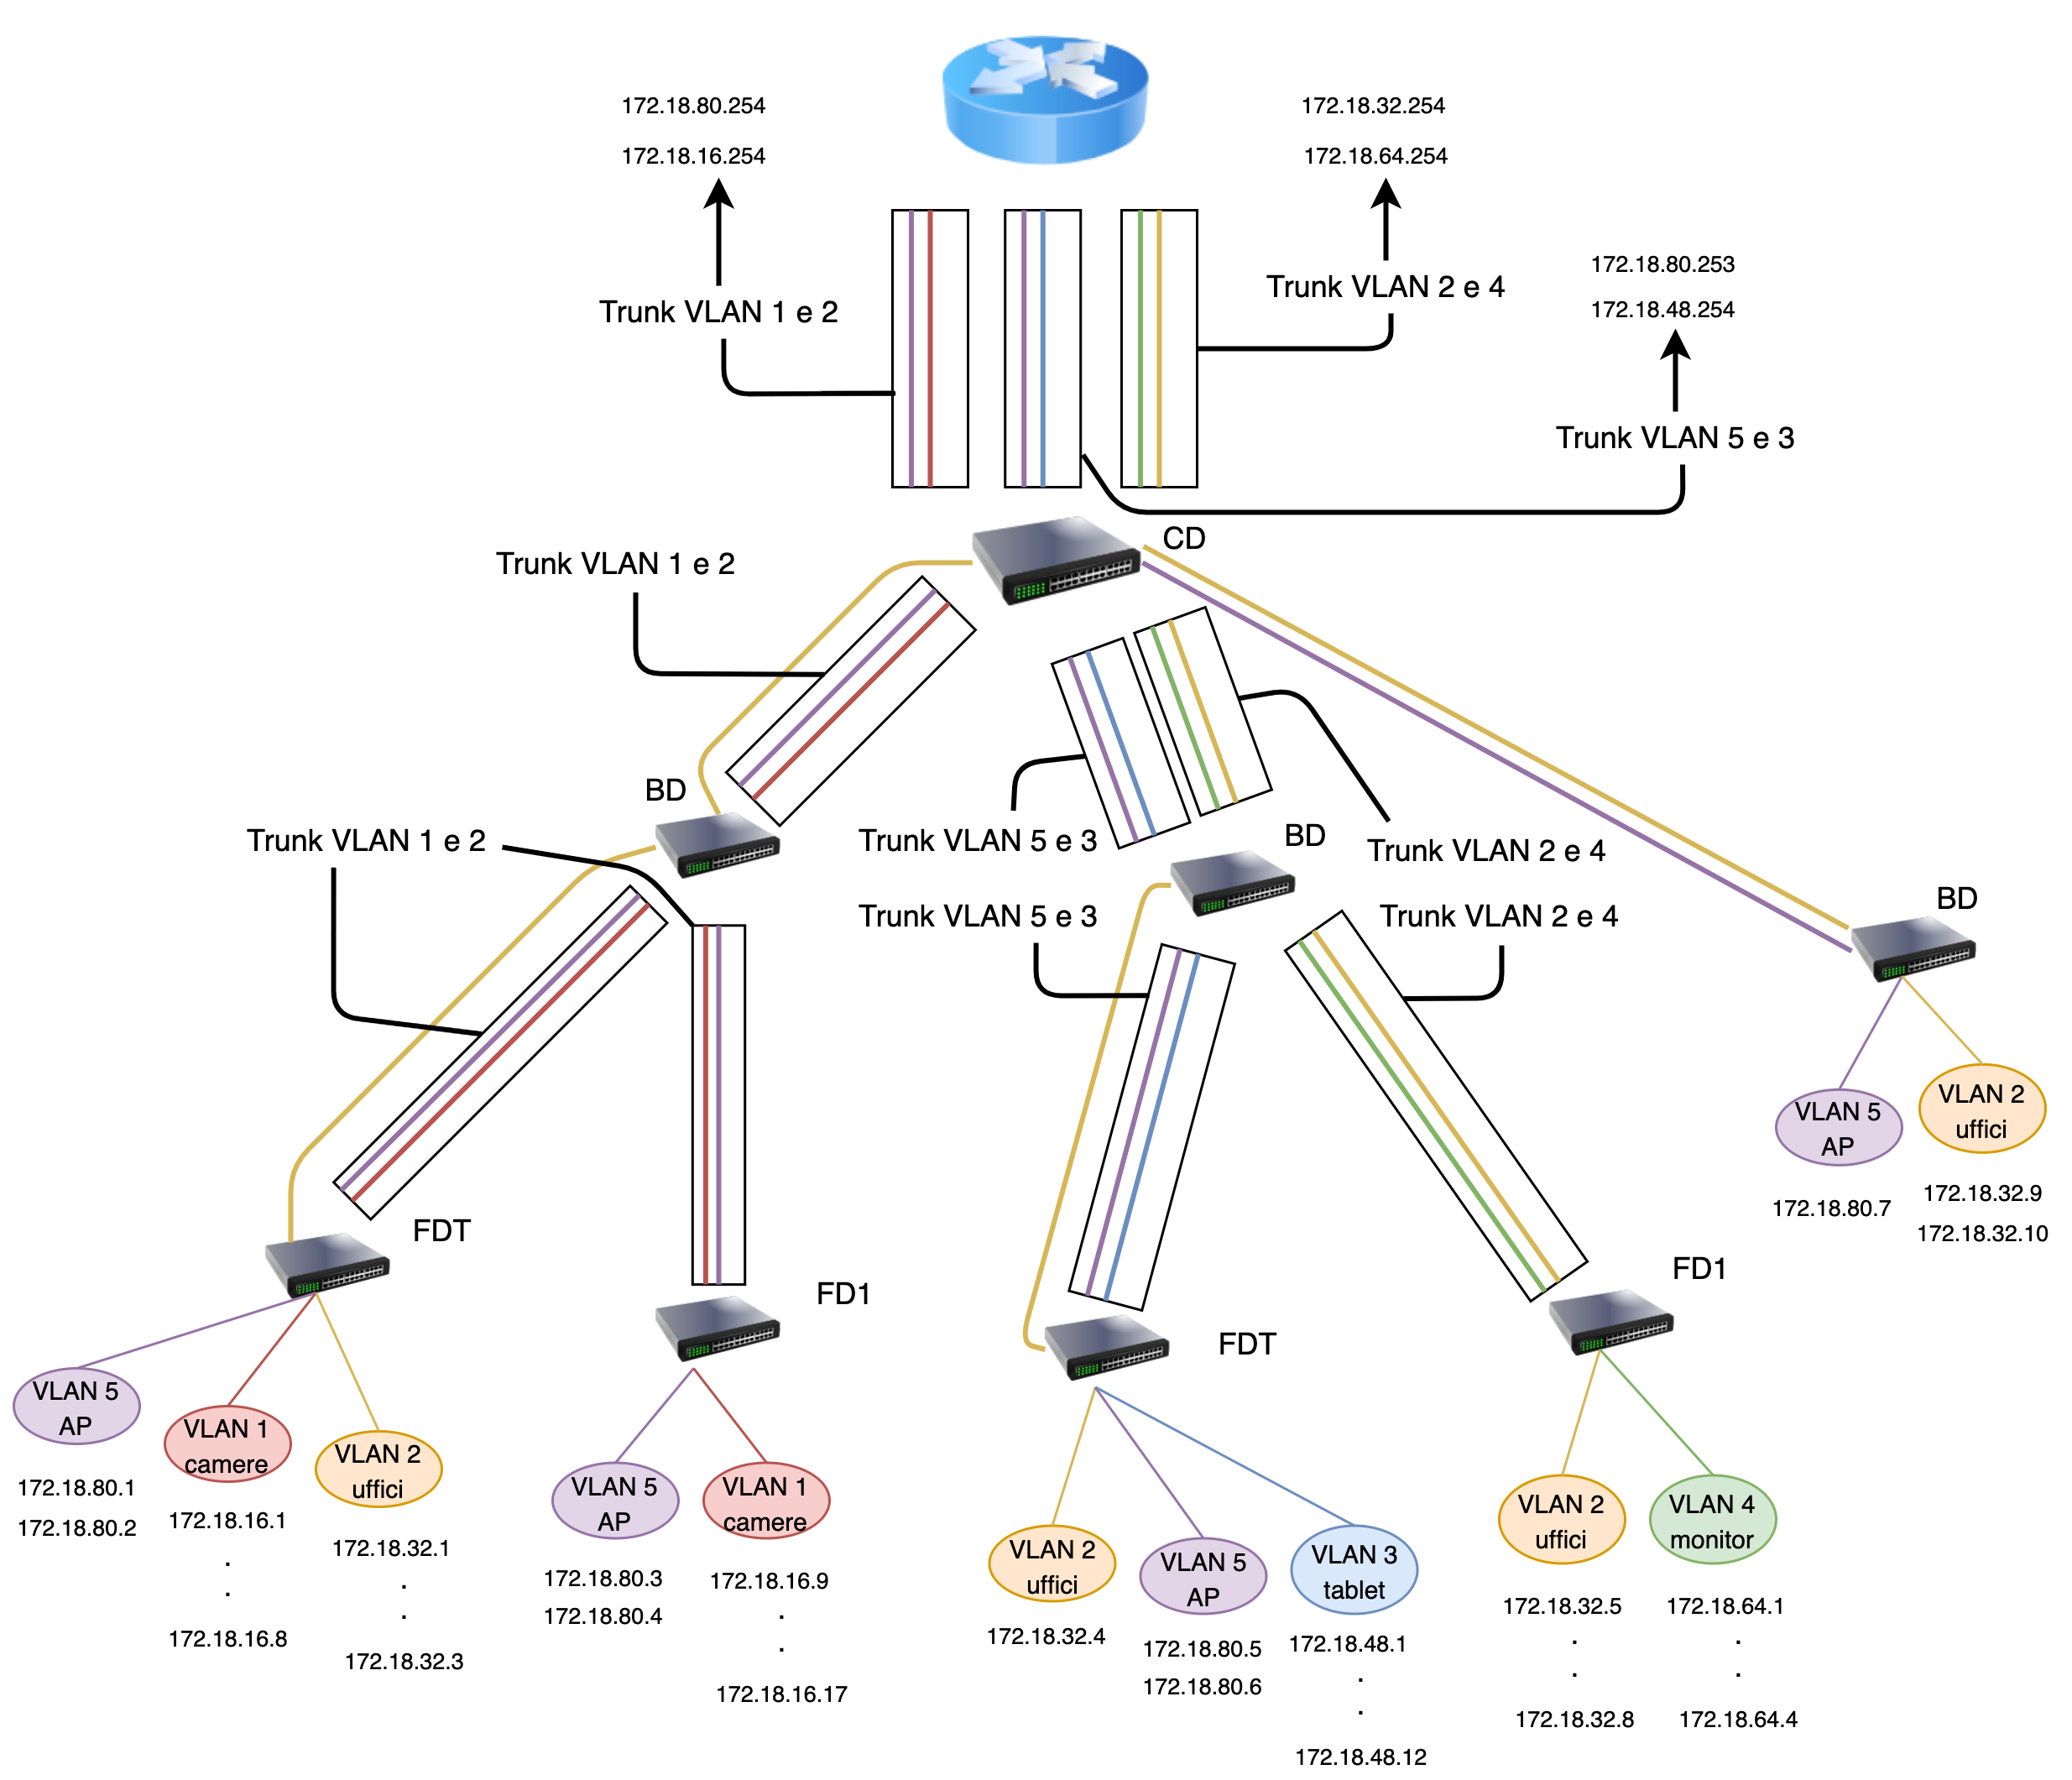 172.18.80.254
172.18.16.254
172.18.32.254
172.18.64.254
172.18.80.253
172.18.48.254
Trunk VLAN 1 e 2
Trunk VLAN 2 e 4
Trunk VLAN 5 e 3
CD
Trunk VLAN 1 e 2
BD
Trunk VLAN 1 e 2
Trunk VLAN 5 e 3
BD
Trunk VLAN 2 e 4
Trunk VLAN 5 e 3
Trunk VLAN 2 e 4
BD
VLAN 5
AP
172.18.80.7
VLAN 2
uffici
172.18.32.9
172.18.32.10
FDT
FD1
FDT
FD1
VLAN 5
AP
172.18.80.1
172.18.80.2
VLAN 1
camere
172.18.16.1
.
.
172.18.16.8
VLAN 2
uffici
172.18.32.1
.
.
172.18.32.3
VLAN 5
AP
172.18.80.3
172.18.80.4
VLAN 1
camere
172.18.16.9
.
.
172.18.16.17
VLAN 2
uffici
172.18.32.4
VLAN 5
AP
172.18.80.5
172.18.80.6
VLAN 3
tablet
172.18.48.1
.
.
172.18.48.12
VLAN 2
uffici
172.18.32.5
.
.
172.18.32.8
VLAN 4
monitor
172.18.64.1
.
.
172.18.64.4